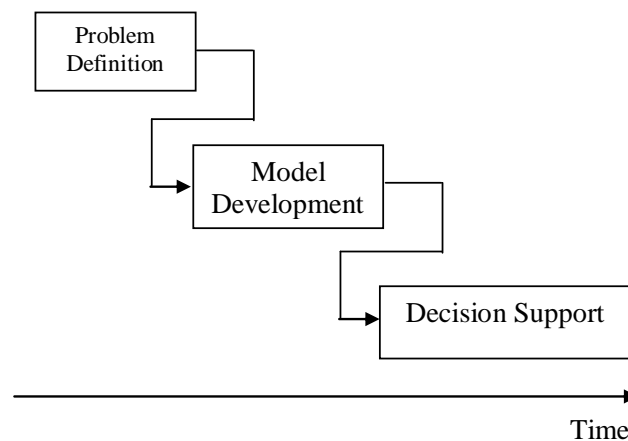 Problem
Definition
Model
Development
Decision Support
Time